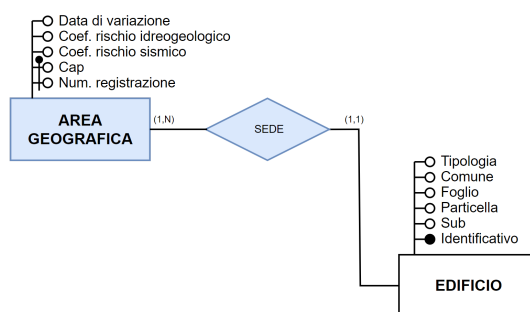 Data di variazione
Coef. rischio idreogeologico
Coef. rischio sismico
Cap
Num. registrazione
AREA
GEOGRAFICA
(1,N)
SEDE
(1,1)
Tipologia
Comune
Foglio
Particella
Sub
Identificativo
EDIFICIO